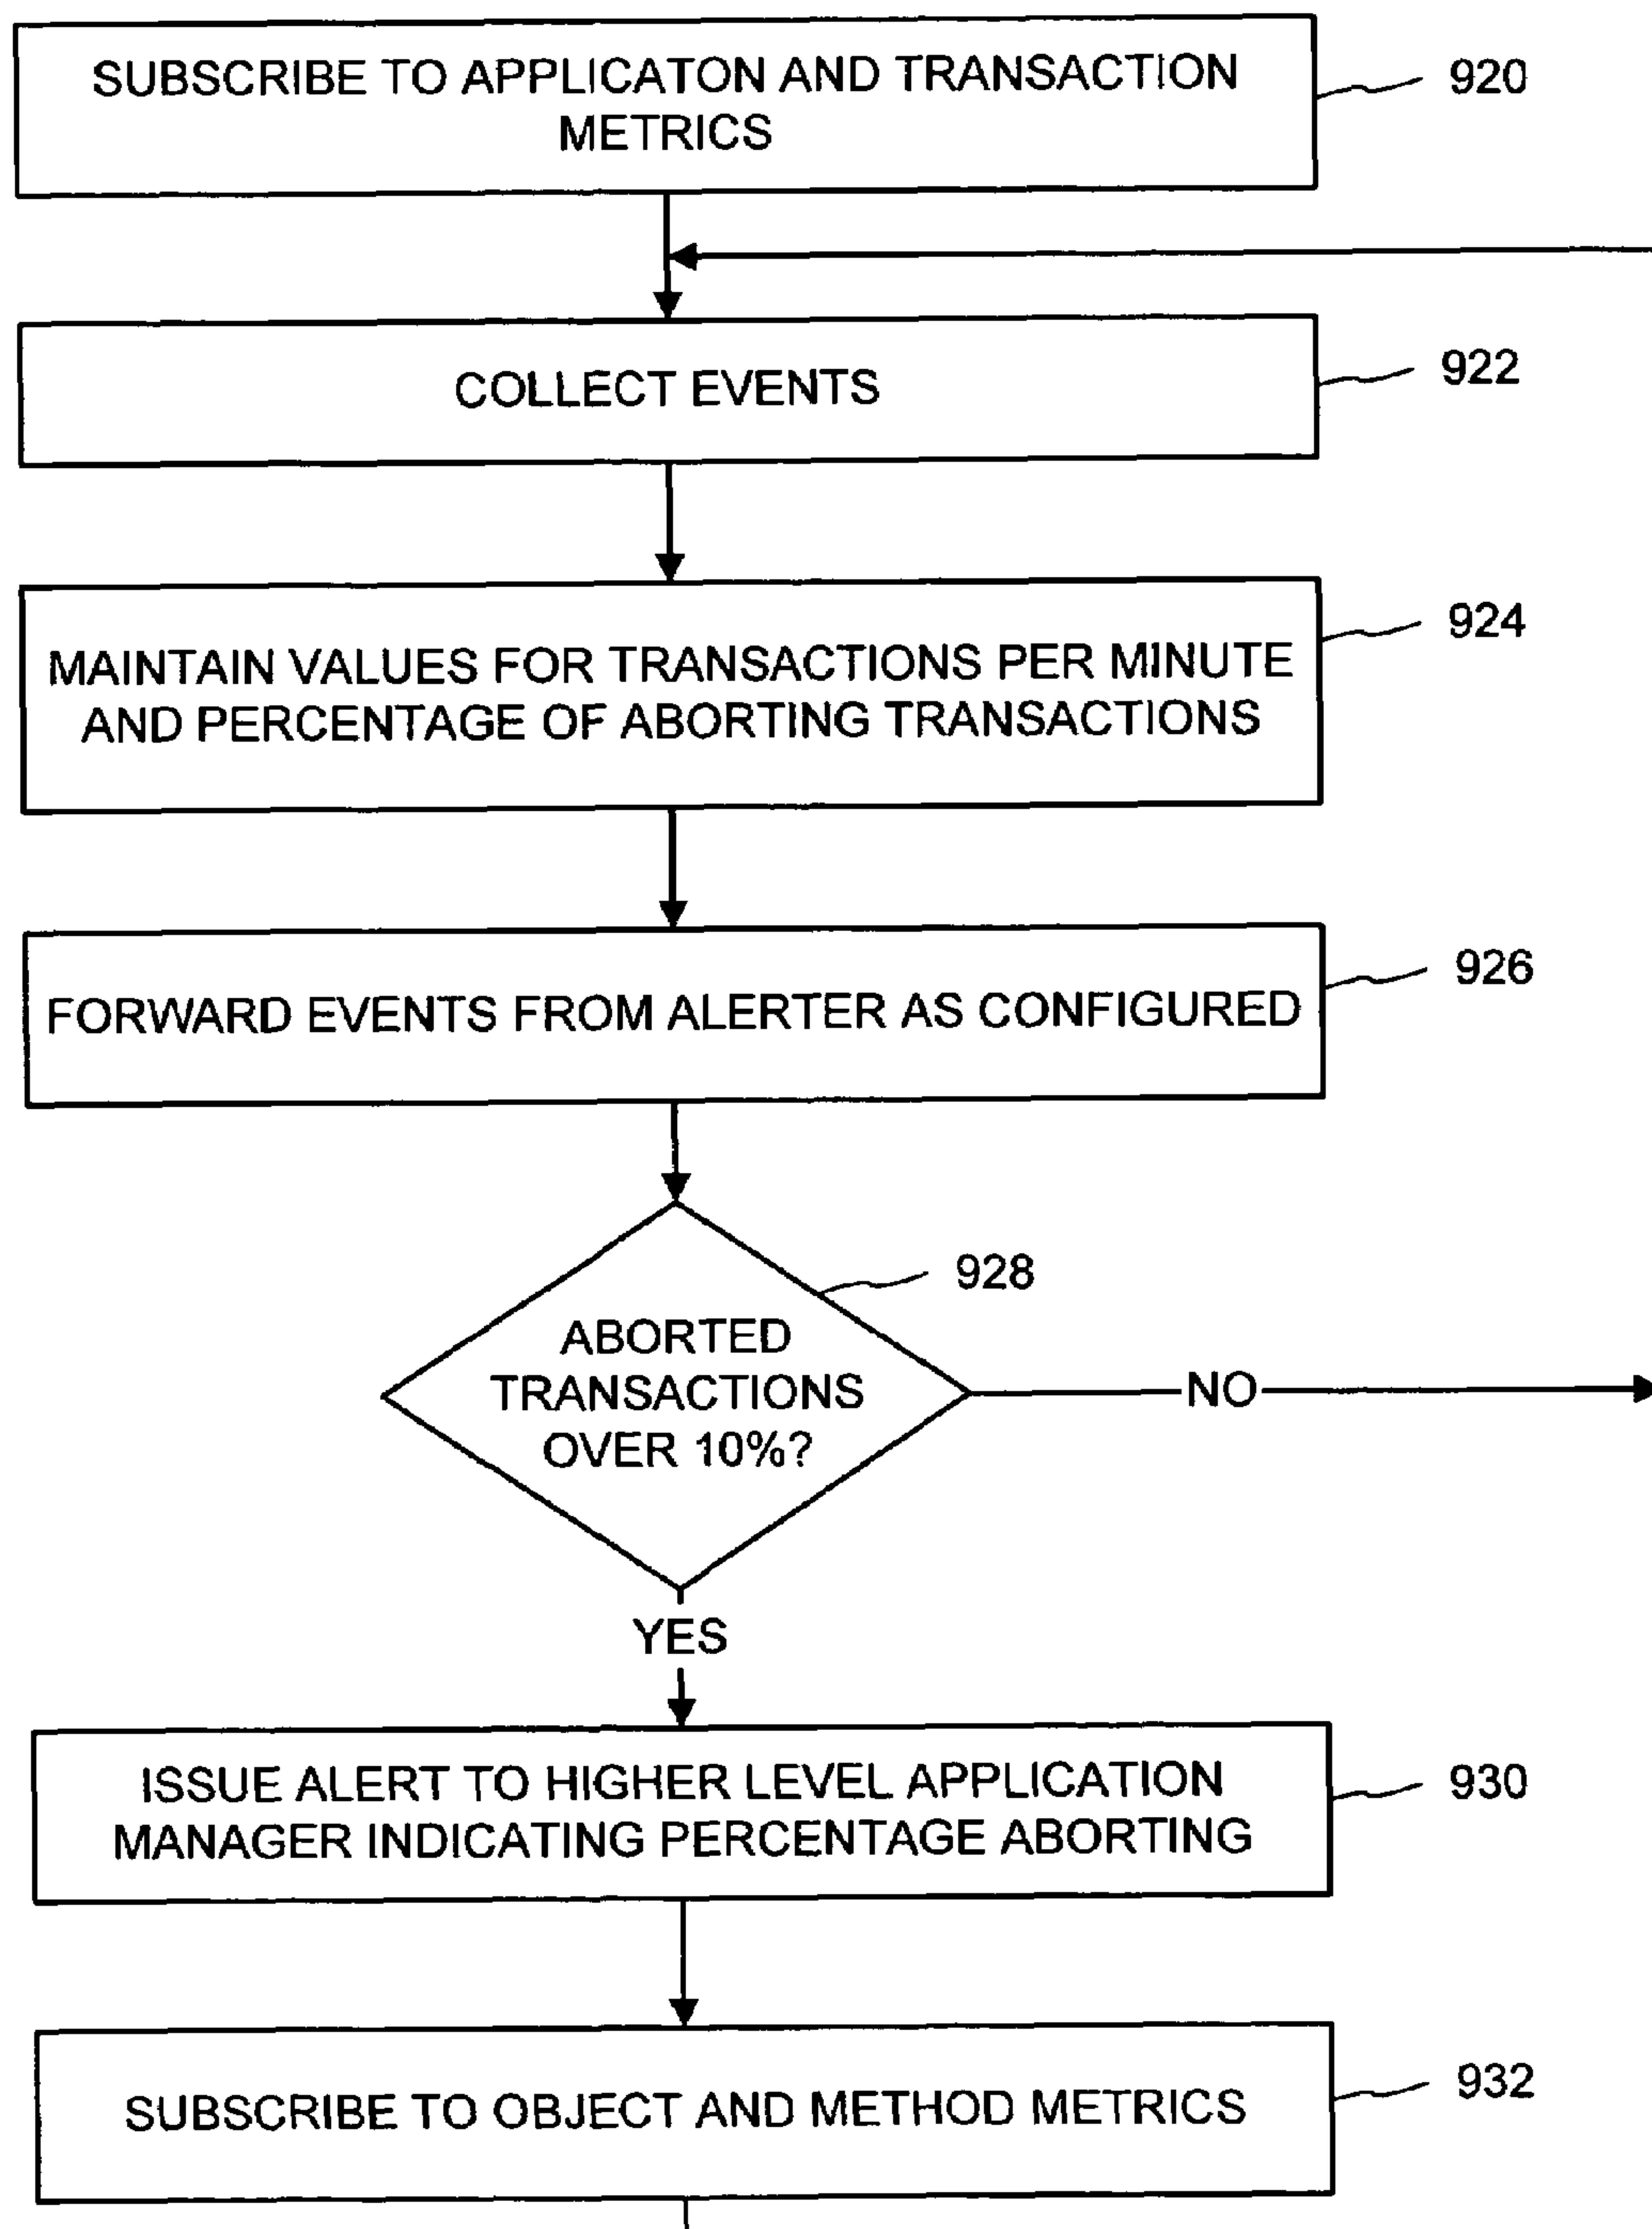 SUBSCRIBE TO APPLICATON AND TRANSACTION
METRICS
920
COLLECT EVENTS
922
MAINTAIN VALUES FOR TRANSACTIONS PER MINUTE
AND PERCENTAGE OF ABORTING TRANSACTIONS
924
FORWARD EVENTS FROM ALERTER AS CONFIGURED
926
ABORTED
TRANSACTIONS
OVER 10%?
928
NO
YES
ISSUE ALERT TO HIGHER LEVEL APPLICATION
MANAGER INDICATING PERCENTAGE ABORTING
930
SUBSCRIBE TO OBJECT AND METHOD METRICS
932